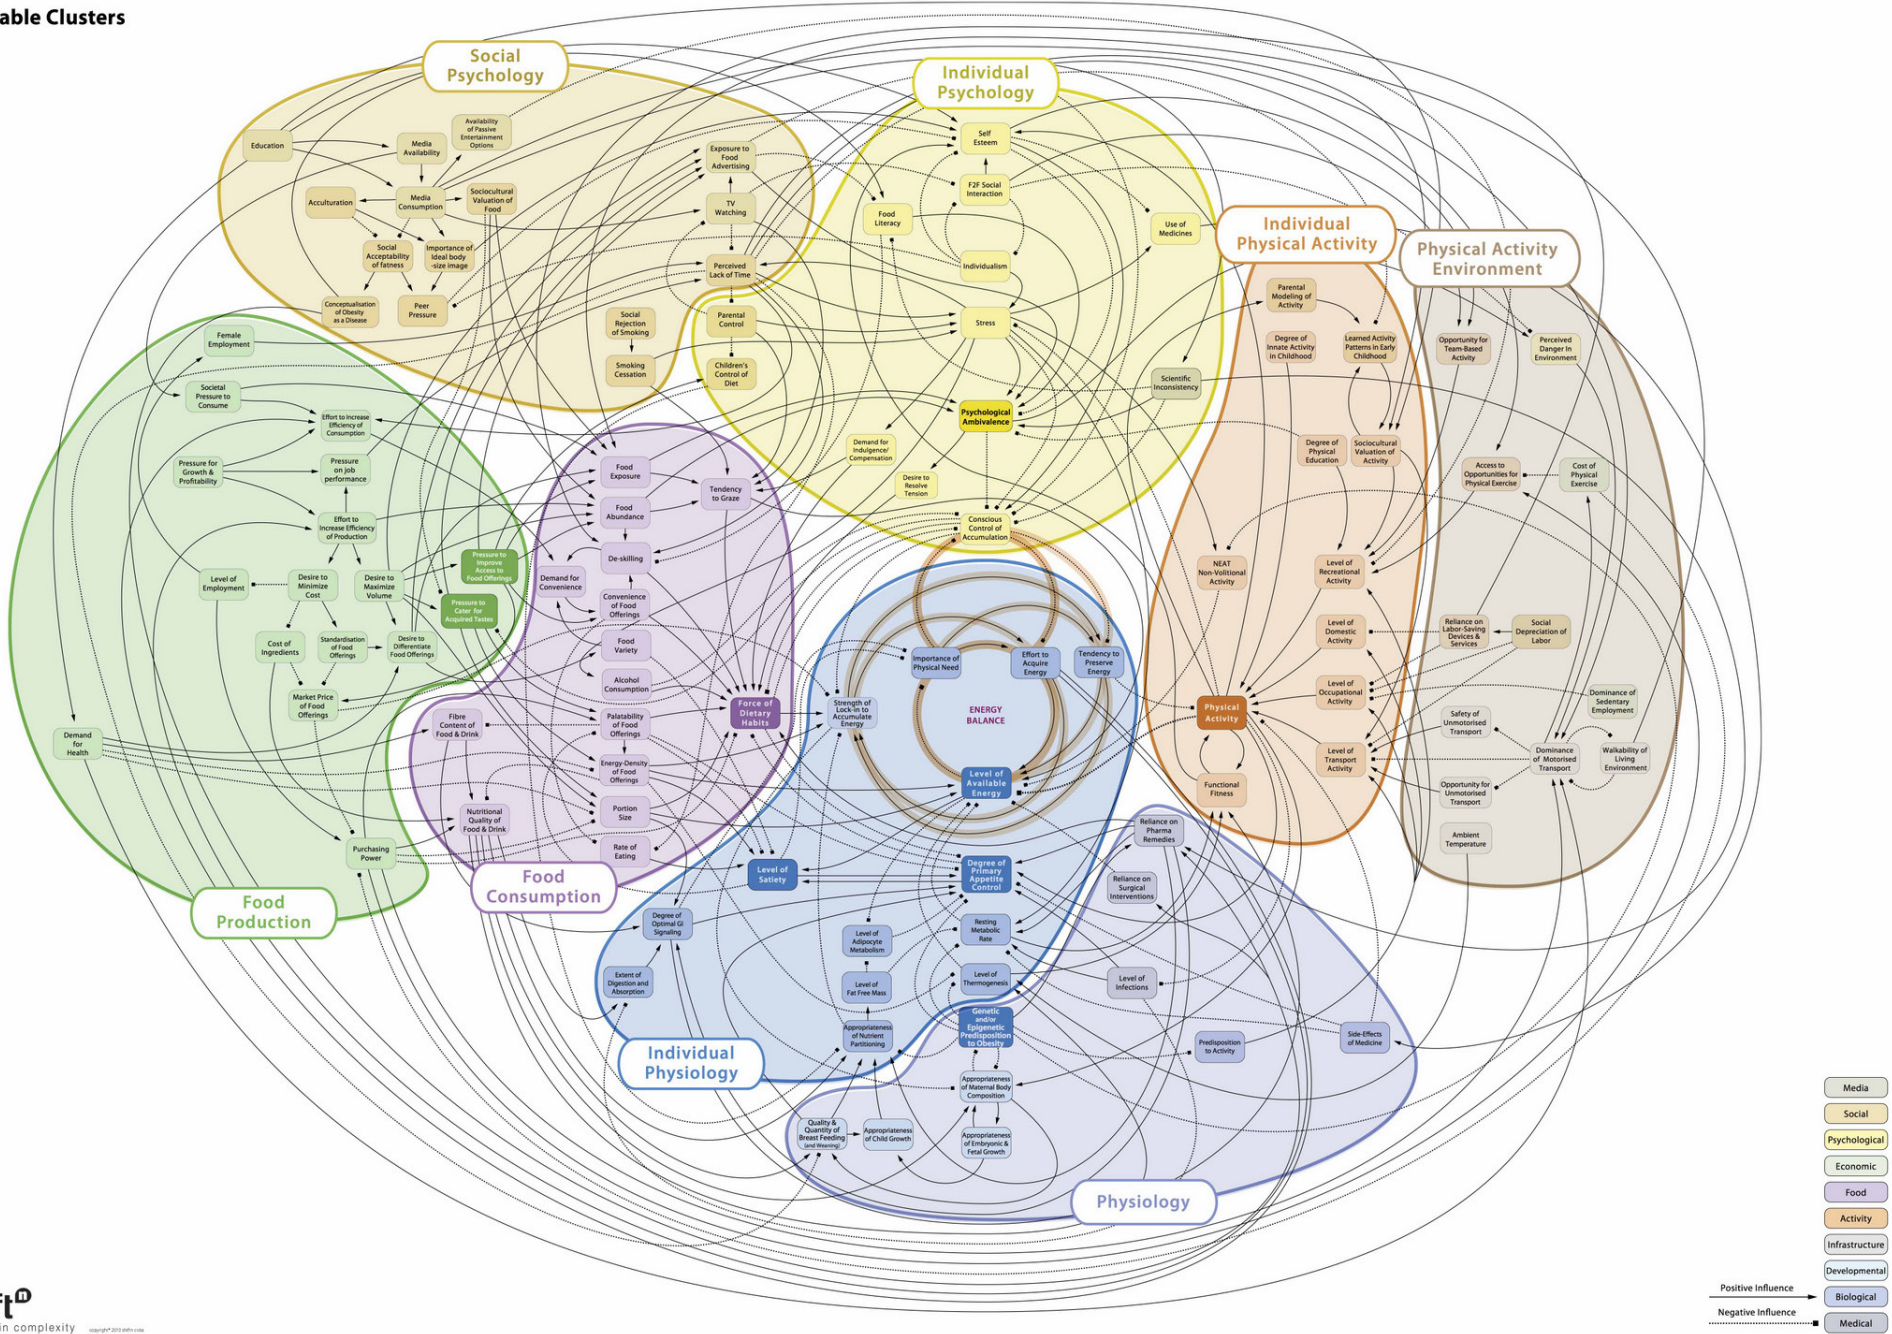 able Clusters
Social
Psychology
Individual
Psychology
Individual
Physical Activity
Physical Activity
Environment
Education
Media
Availability
Availability
of Passive
Entertainment
Options
Acculturation
Media
Consumption
Sociocultural
Valuation of
Food
Social
Acceptability
of fatness
Importance of
Ideal body
-size image
Conceptualisation
of Obesity
as a Disease
Peer
Pressure
Exposure to
Food
Advertising
TV
Watching
Perceived
Lack of Time
Parental
Control
Children's
Control of
Diet
Social
Rejection
of Smoking
Smoking
Cessation
Self
Esteem
F2F Social
Interaction
Food
Literacy
Individualism
Use of
Medicines
Stress
Scientific
Inconsistency
Psychological
Ambivalence
Demand for
Indulgence/
Compensation
Desire to
Resolve
Tension
Conscious
Control of
Accumulation
Parental
Modeling of
Activity
Degree of
Innate Activity
in Childhood
Learned Activity
Patterns in Early
Childhood
Degree of
Physical
Education
Sociocultural
Valuation of
Activity
NEAT
Non-Volitional
Activity
Level of
Recreational
Activity
Level of
Domestic
Activity
Level of
Occupational
Activity
Level of
Transport
Activity
Physical
Activity
Functional
Fitness
Opportunity for
Team-Based
Activity
Perceived
Danger In
Environment
Access to
Opportunities for
Physical Exercise
Cost of
Physical
Exercise
Reliance on
Labor-Saving
Devices &
Services
Social
Depreciation of
Labor
Dominance of
Sedentary
Employment
Safety of
Unmotorised
Transport
Dominance
of Motorised
Transport
Walkability of
Living
Environment
Opportunity for
Unmotorised
Transport
Ambient
Temperature
Female
Employment
Societal
Pressure to
Consume
Effort to Increase
Efficiency of
Consumption
Pressure for
Growth &
Profitability
Pressure
on job
performance
Effort to
Increase Efficiency
of Production
Level of
Employment
Desire to
Minimize
Cost
Desire to
Maximize
Volume
Pressure to
Improve
Access to
Food Offerings
Pressure to
Cater for
Acquired Tastes
Cost of
Ingredients
Standardisation
of Food
Offerings
Desire to
Differentiate
Food Offerings
Market Price
of Food
Offerings
Demand
for
Health
Purchasing
Power
Food
Production
Food
Exposure
Tendency
to Graze
Food
Abundance
De-skilling
Demand for
Convenience
Convenience
of Food
Offerings
Food
Variety
Alcohol
Consumption
Force of
Dietary
Habits
Fibre
Content of
Food & Drink
Palatability
of Food
Offerings
Energy-Density
of Food
Offerings
Nutritional
Quality of
Food & Drink
Portion
Size
Rate of
Eating
Food
Consumption
Importance of
Physical Need
Effort to
Acquire
Energy
Tendency to
Preserve
Energy
Strength of
Lock-in to
Accumulate
Energy
ENERGY
BALANCE
Level of
Available
Energy
Level of
Satiety
Degree of
Primary
Appetite
Control
Degree of
Optimal GI
Signaling
Level of
Adipocyte
Metabolism
Resting
Metabolic
Rate
Extent of
Digestion and
Absorption
Level of
Fat Free Mass
Level of
Thermogenesis
Appropriateness
of Nutrient
Partitioning
Genetic
and/or
Epigenetic
Predisposition
to Obesity
Individual
Physiology
Reliance on
Pharma
Remedies
Reliance on
Surgical
Interventions
Level of
Infections
Predisposition
to Activity
Side-Effects
of Medicine
Appropriateness
of Maternal Body
Composition
Quality &
Quantity of
Breast Feeding
(and Weaning)
Appropriateness
of Child Growth
Appropriateness
of Embryonic &
Fetal Growth
Physiology
Media
Social
Psychological
Economic
Food
Activity
Infrastructure
Developmental
Biological
Medical
Positive Influence
Negative Influence
ft n
in complexity